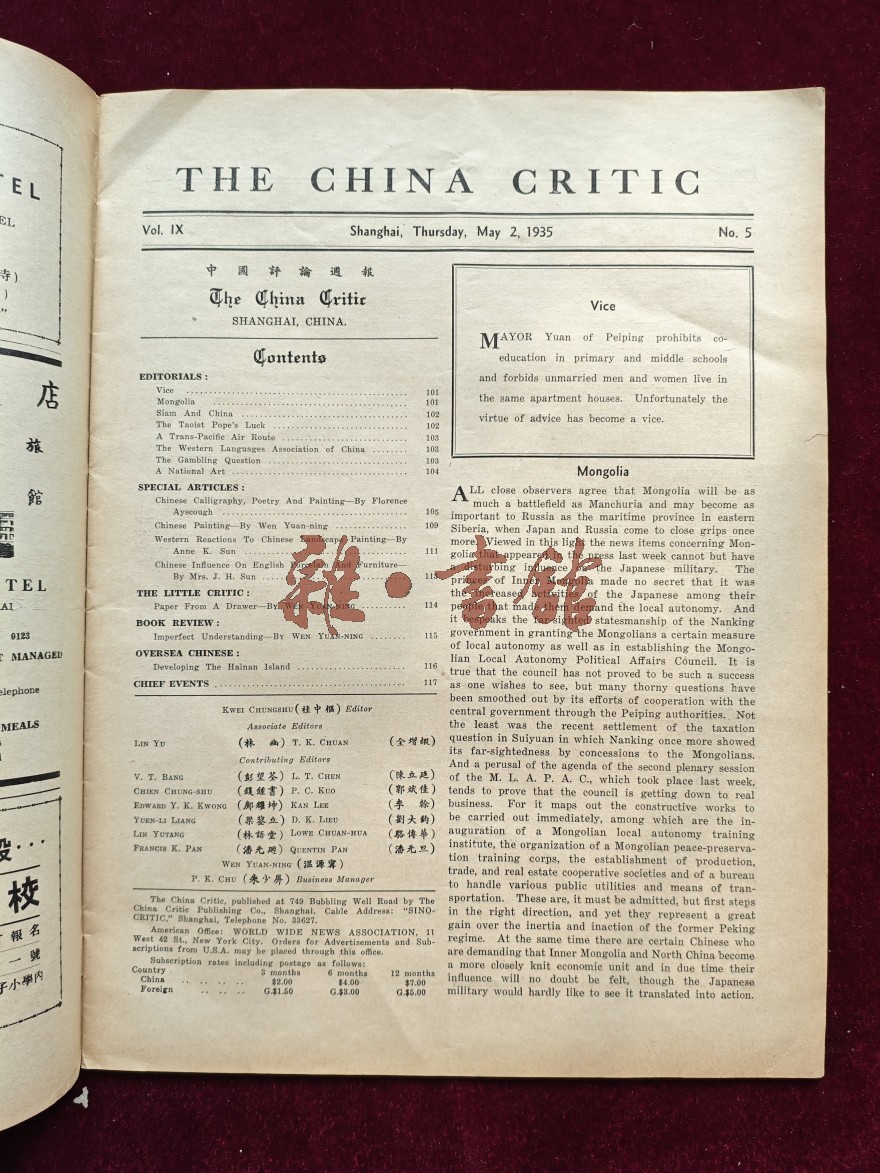 TEL
EL
寺)
)
”
店
旅
館
TEL
AI
0123
T MANAGED
elephone
MEALS
校
報名
一 號
子小學內
THE CHINA CRITIC
Vol. IX Shanghai, Thursday, May 2, 1935 No. 5
中國評論週報
The China Critic
SHANGHAI, CHINA.
Contents
EDITORIALS :
Vice 101
Mongolia 101
Siam And China 102
The Taoist Pope's Luck 102
A Trans-Pacific Air Route 103
The Western Languages Association of China 103
The Gambling Question 103
A National Art 104
SPECIAL ARTICLES :
Chinese Calligraphy, Poetry And Painting—By Florence
Ayscough 105
Chinese Painting—By Wen Yuan-ning 109
Western Reactions To Chinese Landscape Painting—By
Anne K. Sun 111
Chinese Influence On English Porcelain And Furniture—
By Mrs. J. H. Sun 113
THE LITTLE CRITIC :
Paper From A Drawer—By WEN YUAN-NING 114
BOOK REVIEW :
Imperfect Understanding—By WEN YUAN-NING 115
OVERSEA CHINESE :
Developing The Hainan Island 116
CHIEF EVENTS 117
KWEI CHUNGSHU (桂中樞) Editor
Associate Editors
LIN YU (林 幽) T. K. CHUAN (全增嘏)
Contributing Editors
V. T. BANG (彭望荃) L. T. CHEN (陳立廷)
CHIEN CHUNG-SHU (錢鍾書) P. C. KUO (郭斌佳)
EDWARD Y. K. KWONG (鄺耀坤) KAN LEE (李 幹)
YUEN-LI LIANG (梁鋆立) D. K. LIEU (劉大鈞)
LIN YUTANG (林語堂) LOWE CHUAN-HUA (駱傳華)
FRANCIS K. PAN (潘光迥) QUENTIN PAN (潘光旦)
WEN YUAN-NING (溫源寧)
P. K. CHU (朱少屏) Business Manager
The China Critic, published at 749 Bubbling Well Road by The
China Critic Publishing Co., Shanghai. Cable Address: "SINO-
CRITIC," Shanghai, Telephone No. 33627.
American Office: WORLD WIDE NEWS ASSOCIATION, 11
West 42 St., New York City. Orders for Advertisements and Sub-
scriptions from U.S.A. may be placed through this office.
Subscription rates including postage as follows:
Country 3 months 6 months 12 months
China $2.00 $4.00 $7.00
Foreign G.$1.50 G.$3.00 G.$5.00
Vice
MAYOR Yuan of Peiping prohibits co-
education in primary and middle schools
and forbids unmarried men and women live in
the same apartment houses. Unfortunately the
virtue of advice has become a vice.
Mongolia
ALL close observers agree that Mongolia will be as
much a battlefield as Manchuria and may become as
important to Russia as the maritime province in eastern
Siberia, when Japan and Russia come to close grips once
more. Viewed in this light the news items concerning Mon-
golia that appeared in the press last week cannot but have
a disturbing influence on the Japanese military. The
princes of Inner Mongolia made no secret that it was
the increased activities of the Japanese among their
people that made them demand the local autonomy. And
it bespeaks the far-sighted statesmanship of the Nanking
government in granting the Mongolians a certain measure
of local autonomy as well as in establishing the Mongo-
lian Local Autonomy Political Affairs Council. It is
true that the council has not proved to be such a success
as one wishes to see, but many thorny questions have
been smoothed out by its efforts of cooperation with the
central government through the Peiping authorities. Not
the least was the recent settlement of the taxation
question in Suiyuan in which Nanking once more showed
its far-sightedness by concessions to the Mongolians.
And a perusal of the agenda of the second plenary session
of the M. L. A. P. A. C., which took place last week,
tends to prove that the council is getting down to real
business. For it maps out the constructive works to
be carried out immediately, among which are the in-
auguration of a Mongolian local autonomy training
institute, the organization of a Mongolian peace-preserva-
tion training corps, the establishment of production,
trade, and real estate cooperative societies and of a bureau
to handle various public utilities and means of tran-
sportation. These are, it must be admitted, but first steps
in the right direction, and yet they represent a great
gain over the inertia and inaction of the former Peking
regime. At the same time there are certain Chinese who
are demanding that Inner Mongolia and North China become
a more closely knit economic unit and in due time their
influence will no doubt be felt, though the Japanese
military would hardly like to see it translated into action.
雜·書館